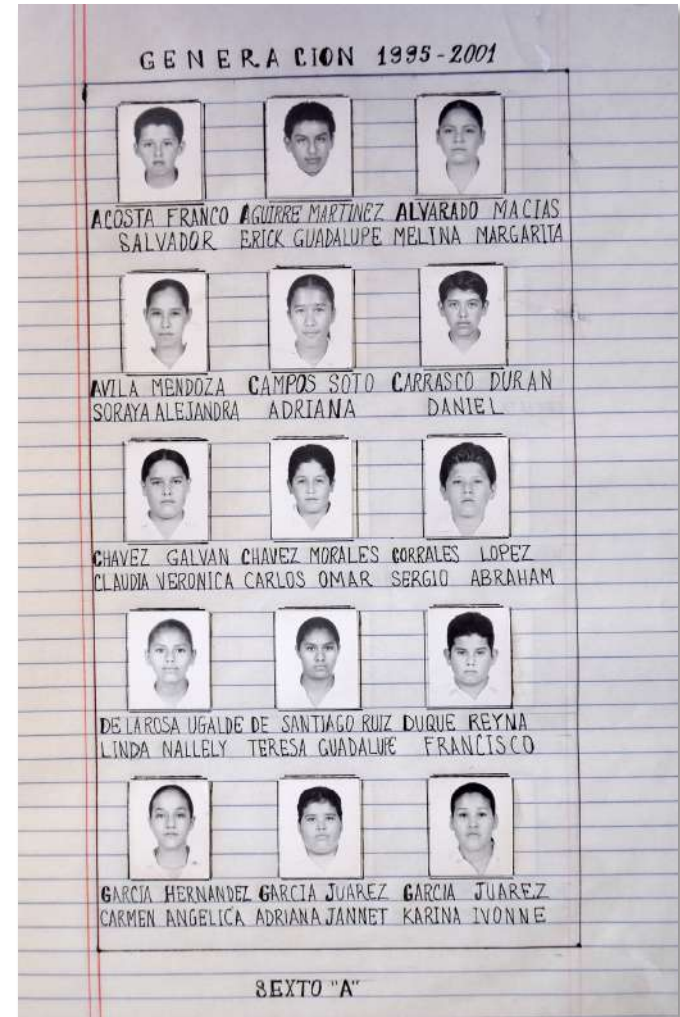 GENERACION 1995-2001
ACOSTA FRANCO AGUIRRE MARTINEZ ALVARADO MACIAS
SALVADOR ERICK GUADALUPE MELINA MARGARITA
AVILA MENDOZA CAMPOS SOTO CARRASCO DURAN
SORAYA ALEJANDRA ADRIANA DANIEL
CHAVEZ GALVAN CHAVEZ MORALES CORRALES LOPEZ
CLAUDIA VERONICA CARLOS OMAR SERGIO ABRAHAM
DE LA ROSA UGALDE DE SANTIAGO RUIZ DUQUE REYNA
LINDA NALLELY TERESA GUADALUPE FRANCISCO
GARCIA HERNANDEZ GARCIA JUAREZ GARCIA JUAREZ
CARMEN ANGELICA ADRIANA JANNET KARINA IVONNE
SEXTO "A"